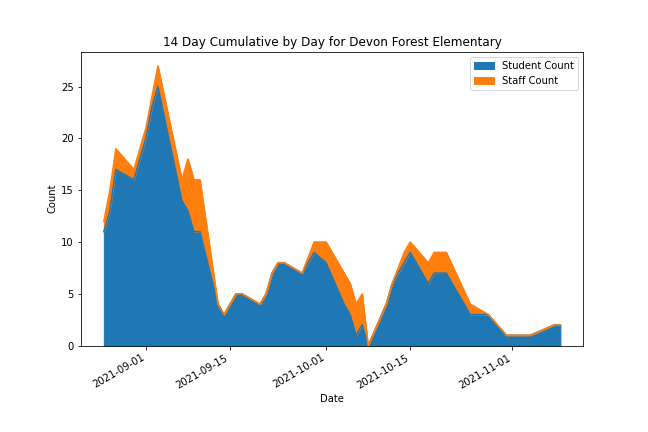 14 Day Cumulative by Day for Devon Forest Elementary
Student Count
Staff Count
25
20
15
10
5
0
Count
2021-09-01
2021-09-15
2021-10-01
2021-10-15
2021-11-01
Date